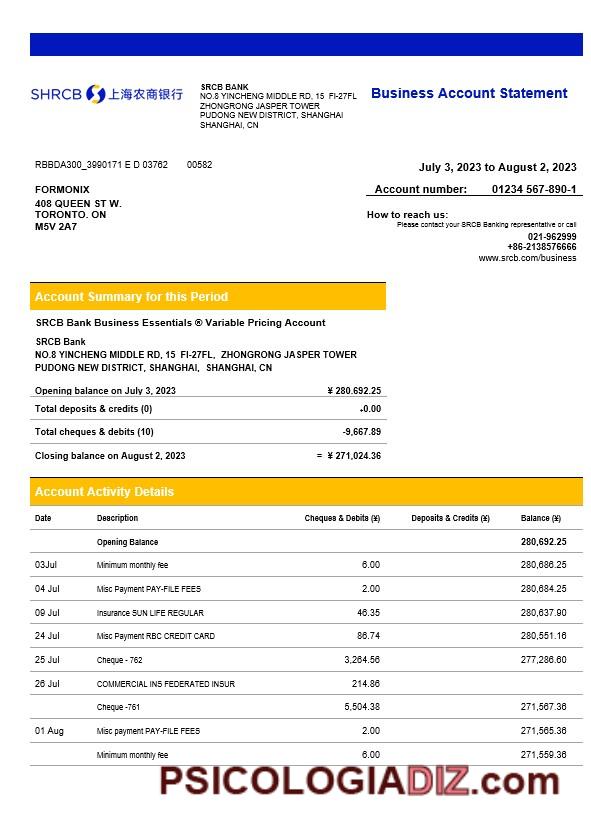 SHRCB 上海农商银行
SRCB BANK
NO.8 YINCHENG MIDDLE RD, 15 FI-27FL
ZHONGRONG JASPER TOWER
PUDONG NEW DISTRICT, SHANGHAI
SHANGHAI, CN
Business Account Statement
RBBDA300_3990171 E D 03762 00582
July 3, 2023 to August 2, 2023
Account number: 01234 567-890-1
FORMONIX
408 QUEEN ST W.
TORONTO. ON
M5V 2A7
How to reach us:
Please contact your SRCB Banking representative or call
021-962999
+86-2138576666
www.srcb.com/business
Account Summary for this Period
SRCB Bank Business Essentials ® Variable Pricing Account
SRCB Bank
NO.8 YINCHENG MIDDLE RD, 15 FI-27FL, ZHONGRONG JASPER TOWER
PUDONG NEW DISTRICT, SHANGHAI, SHANGHAI, CN
Opening balance on July 3, 2023 ¥ 280,692.25
Total deposits & credits (0) +0.00
Total cheques & debits (10) -9,667.89
Closing balance on August 2, 2023 = ¥ 271,024.36
Account Activity Details
Date Description Cheques & Debits (¥) Deposits & Credits (¥) Balance (¥)
Opening Balance 280,692.25
03Jul Minimum monthly fee 6.00 280,686.25
04 Jul Misc Payment PAY-FILE FEES 2.00 280,684.25
09 Jul Insurance SUN LIFE REGULAR 46.35 280,637.90
24 Jul Misc Payment RBC CREDIT CARD 86.74 280,551.16
25 Jul Cheque - 762 3,264.56 277,286.60
26 Jul COMMERCIAL INS FEDERATED INSUR 214.86
Cheque -761 5,504.38 271,567.36
01 Aug Misc payment PAY-FILE FEES 2.00 271,565.36
Minimum monthly fee 6.00 271,559.36
PSICOLOGIADIZ.com